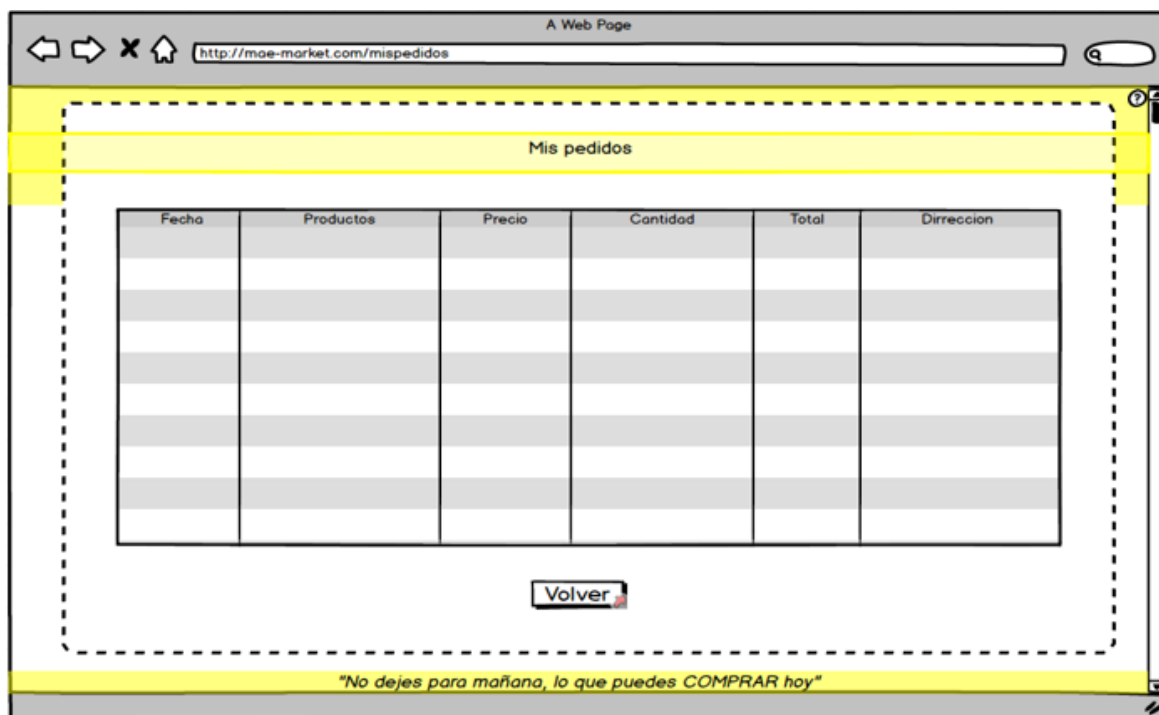 A Web Page
http://mae-market.com/mispedidos
Mis pedidos
Fecha Productos Precio Cantidad Total Dirreccion
Volver
"No dejes para mañana, lo que puedes COMPRAR hoy"